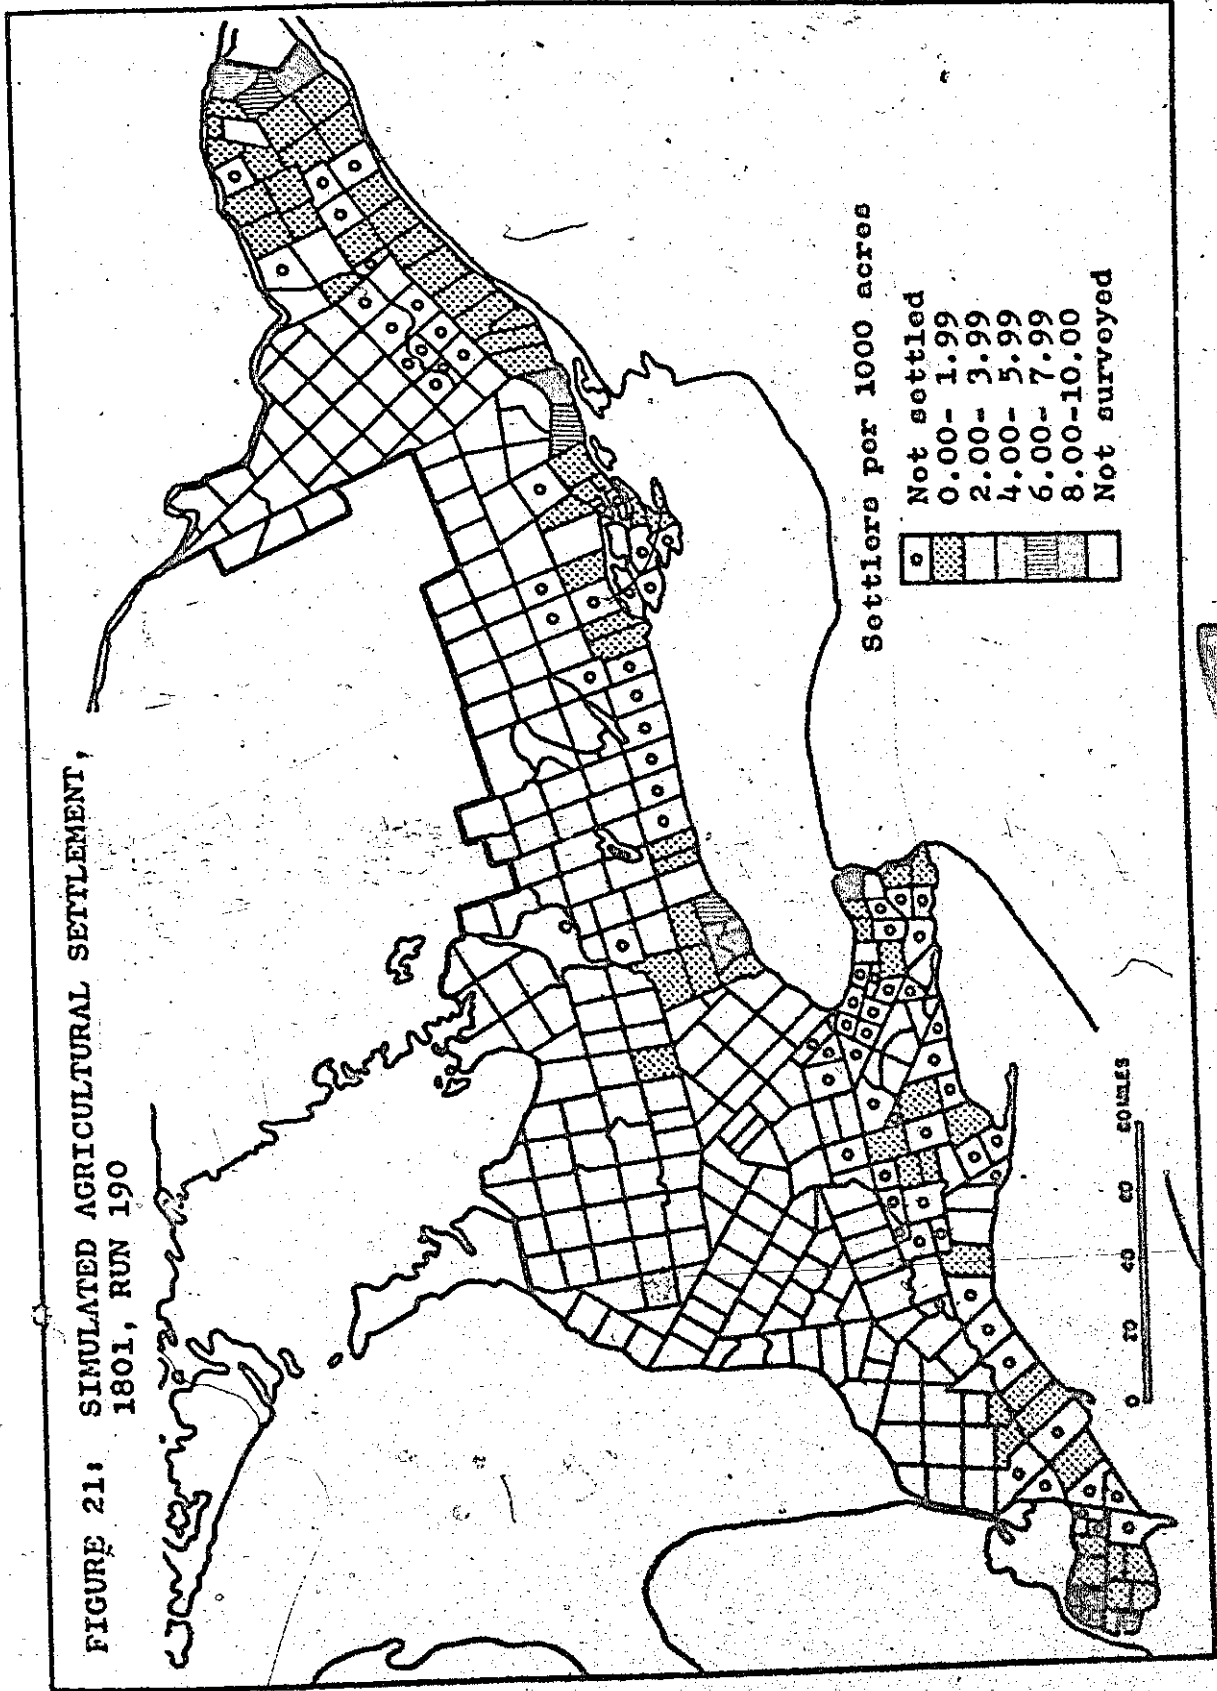 FIGURE 21: SIMULATED AGRICULTURAL SETTLEMENT,
1801, RUN 190
Settlers per 1000 acres
Not settled
0.00- 1.99
2.00- 3.99
4.00- 5.99
6.00- 7.99
8.00-10.00
Not surveyed
0 20 40 60 80 MILES